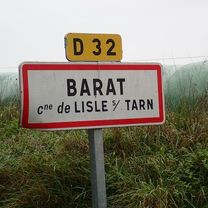 D 32
BARAT
Cne de LISLE s/ TARN